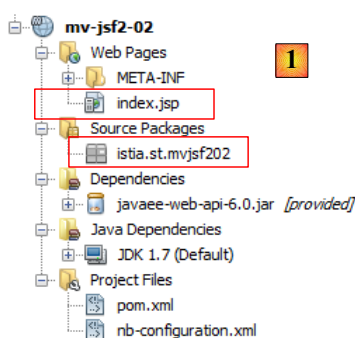 mv-jsf2-02
Web Pages
1
META-INF
index.jsp
Source Packages
istia.st.mvjsf202
Dependencies
javaee-web-api-6.0.jar [provided]
Java Dependencies
JDK 1.7 (Default)
Project Files
pom.xml
nb-configuration.xml